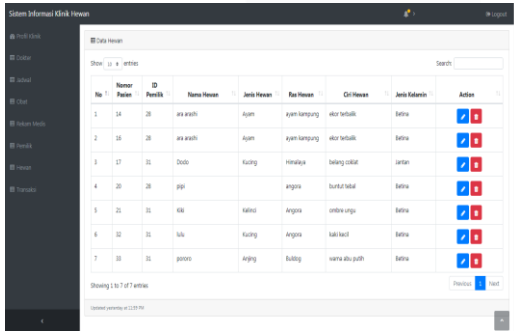 Sistem Informasi Klinik Hewan
Logout
Profil Klinik
Dokter
Jadwal
Obat
Rekam Medis
Pemilik
Hewan
Transaksi
Data Hewan
Show 10 entries Search:
No Nomor Pasien ID Pemilik Nama Hewan Jenis Hewan Ras Hewan Ciri Hewan Jenis Kelamin Action
1 14 28 ara arashi Ayam ayam kampung ekor terbalik Betina
2 16 28 ara arashi Ayam ayam kampung ekor terbalik Betina
3 17 31 Dodo Kucing Himalaya belang coklat Jantan
4 20 28 pipi angora buntut tebal Betina
5 21 31 Kiki Kelinci Angora ombre ungu Betina
6 32 31 lulu Kucing Angora kaki kecil Betina
7 33 31 pororo Anjing Bulldog warna abu putih Betina
Showing 1 to 7 of 7 entries
Previous 1 Next
Updated yesterday at 11:59 PM